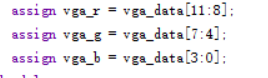 assign vga_r = vga_data[11:8];
assign vga_g = vga_data[7:4];
assign vga_b = vga_data[3:0];